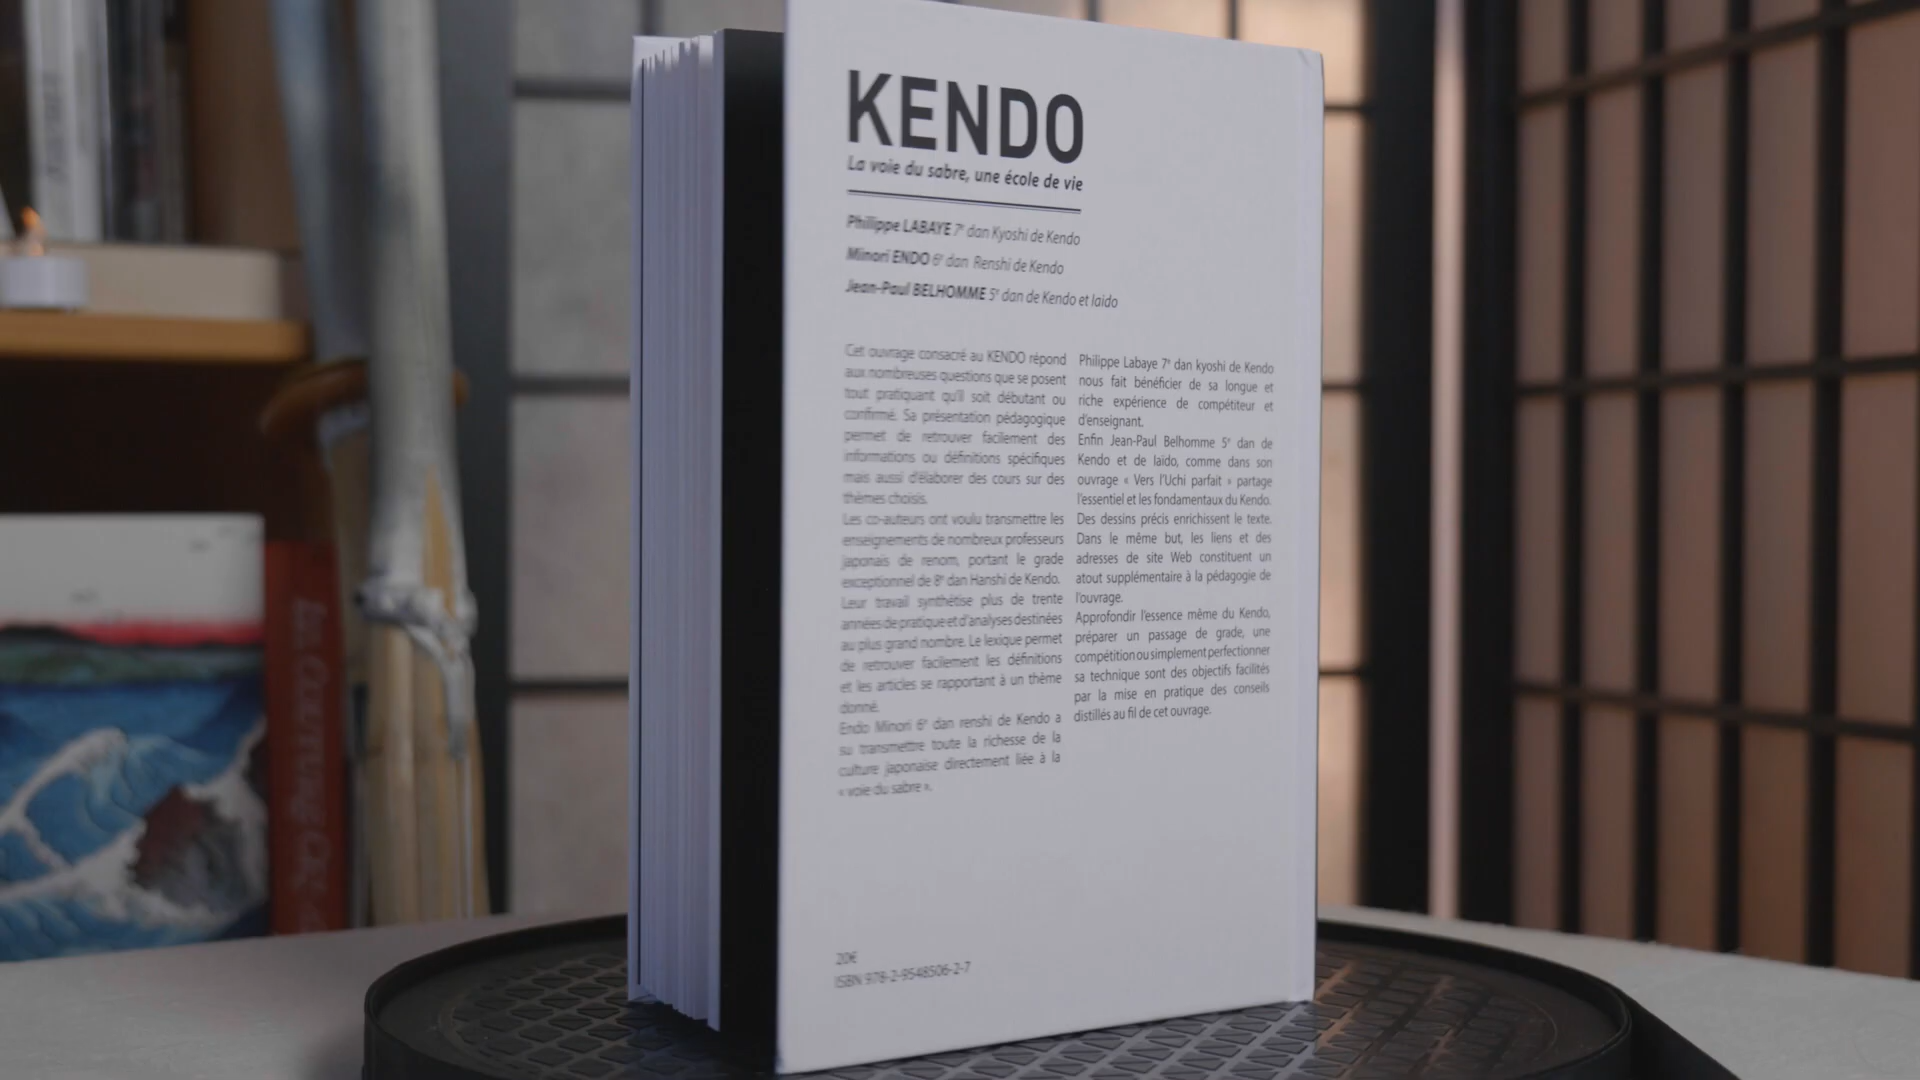 KENDO
La voie du sabre, une école de vie
Philippe LABAYE 7e dan Kyoshi de Kendo
Minori ENDO 6e dan Renshi de Kendo
Jean-Paul BELHOMME 5e dan de Kendo et Iaido
Cet ouvrage consacré au KENDO répond
aux nombreuses questions que se posent
tout pratiquant qu'il soit débutant ou
confirmé. Sa présentation pédagogique
permet de retrouver facilement des
informations ou définitions spécifiques
mais aussi d'élaborer des cours sur des
thèmes choisis.
Les co-auteurs ont voulu transmettre les
enseignements de nombreux professeurs
japonais de renom, portant le grade
exceptionnel de 8e dan Hanshi de Kendo.
Leur travail synthétise plus de trente
années de pratique et d'analyses destinées
au plus grand nombre. Le lexique permet
de retrouver facilement les définitions
et les articles se rapportant à un thème
donné.
Endo Minori 6e dan renshi de Kendo a
su transmettre toute la richesse de la
culture japonaise directement liée à la
« voie du sabre ».
Philippe Labaye 7e dan kyoshi de Kendo
nous fait bénéficier de sa longue et
riche expérience de compétiteur et
d'enseignant.
Enfin Jean-Paul Belhomme 5e dan de
Kendo et de Iaïdo, comme dans son
ouvrage « Vers l'Uchi parfait » partage
l'essentiel et les fondamentaux du Kendo.
Des dessins précis enrichissent le texte.
Dans le même but, les liens et des
adresses de site Web constituent un
atout supplémentaire à la pédagogie de
l'ouvrage.
Approfondir l'essence même du Kendo,
préparer un passage de grade, une
compétition ou simplement perfectionner
sa technique sont des objectifs facilités
par la mise en pratique des conseils
distillés au fil de cet ouvrage.
20€
ISBN 978-2-9548506-2-7